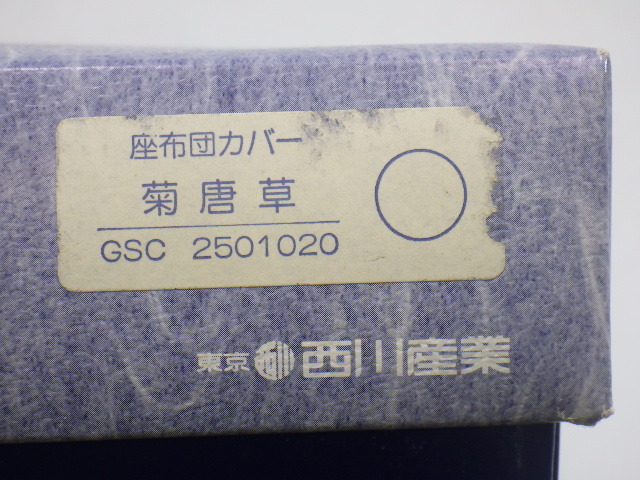 座布団カバー
菊唐草
GSC 2501020
東京 西川産業